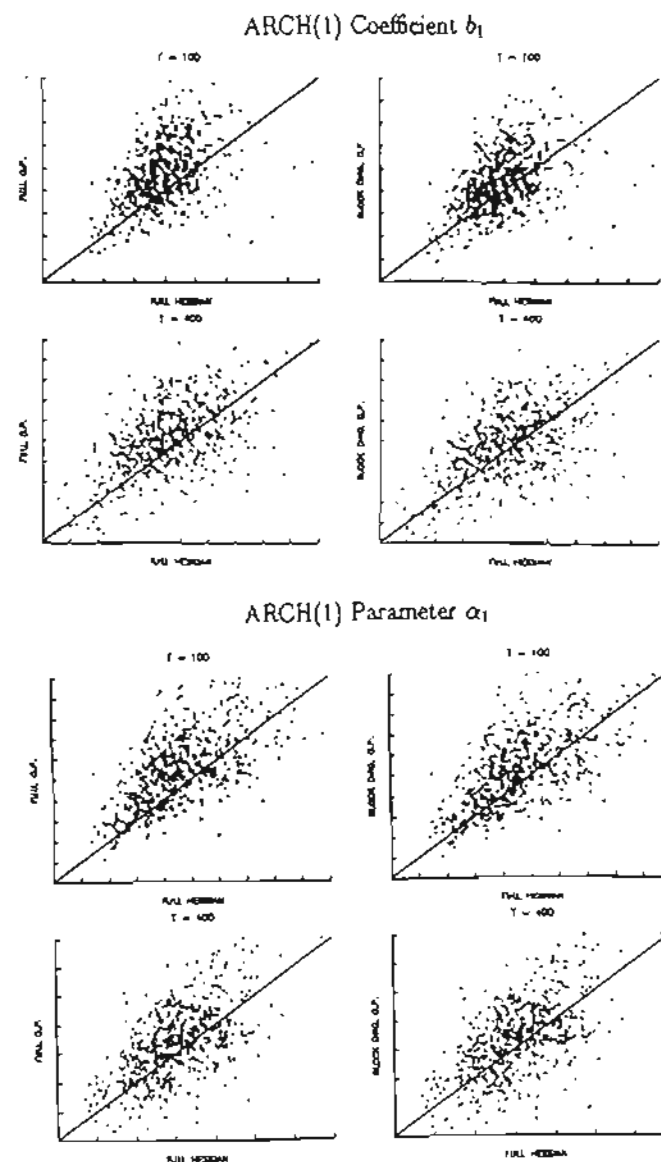 ARCH(1) Coefficient b₁
T = 100
T = 100
FULL O.P.
BLOCK DIAG. O.P.
FULL HESSIAN
FULL HESSIAN
T = 400
T = 400
FULL O.P.
BLOCK DIAG. O.P.
FULL HESSIAN
FULL HESSIAN
ARCH(1) Parameter α₁
T = 100
T = 100
FULL O.P.
BLOCK DIAG. O.P.
FULL HESSIAN
FULL HESSIAN
T = 400
T = 400
FULL O.P.
BLOCK DIAG. O.P.
FULL HESSIAN
FULL HESSIAN